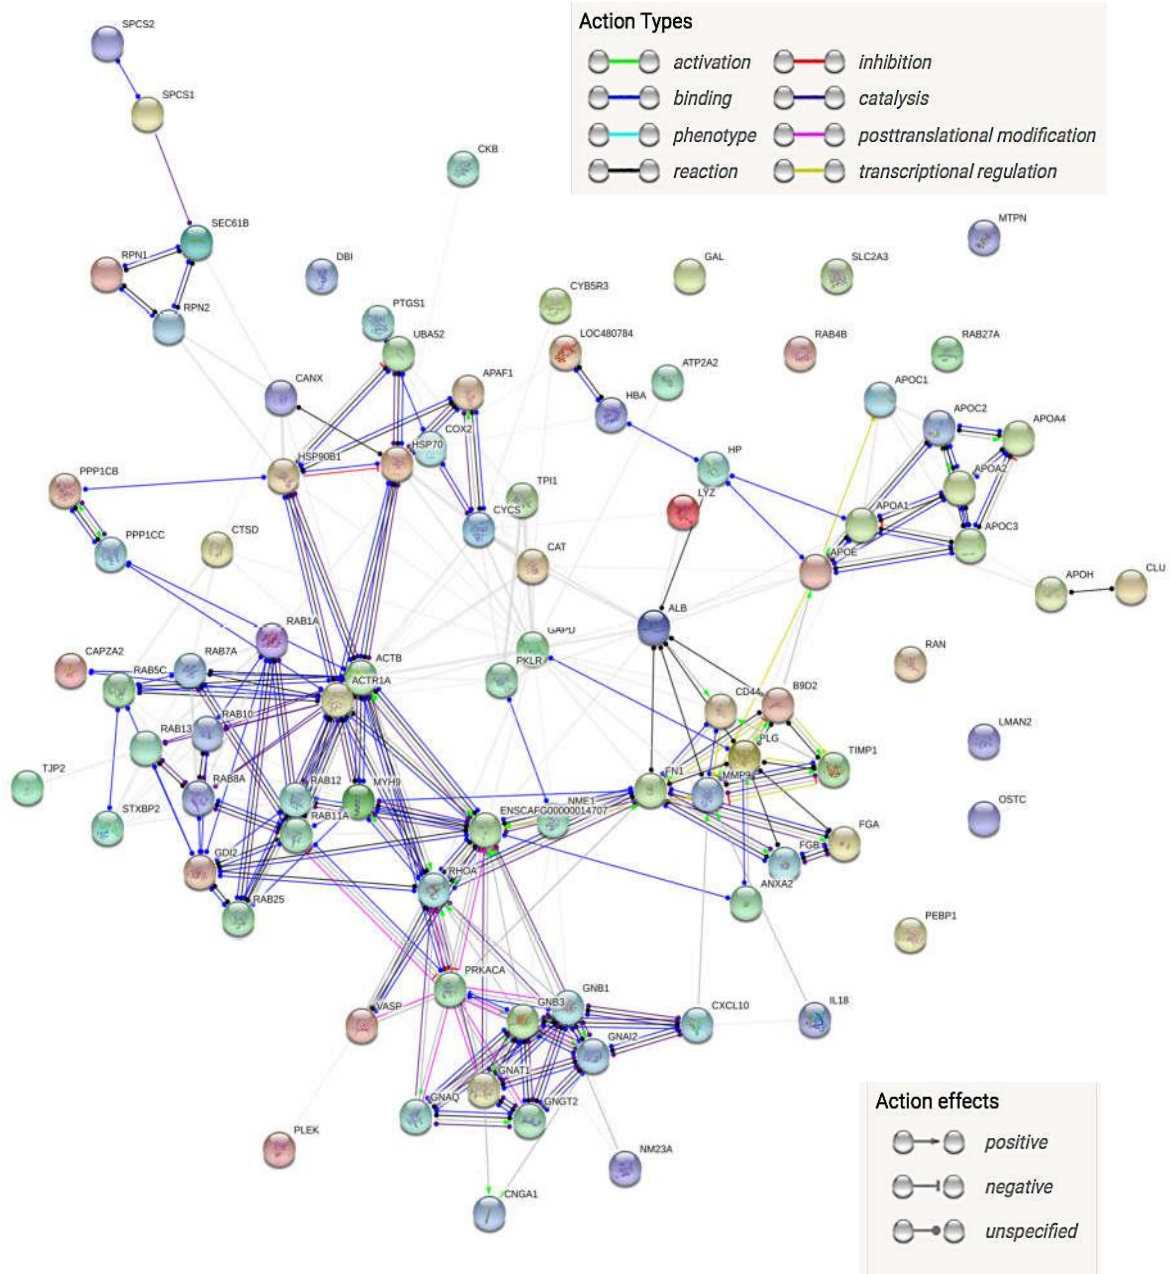 SPCS2
Action Types
activation
inhibition
binding
catalysis
phenotype
posttranslational modification
reaction
transcriptional regulation
SPCS1
CKB
SEC61B
MTPN
RPN1
DBI
GAL
SLC2A3
RPN2
PTGS1
CYB5R3
UBA52
LOC480784
RAB4B
RAB27A
CANX
APAF1
ATP2A2
HBA
APOC1
APOC2
APOA4
COX2
HSP70
HSP90B1
HP
APOA2
PPP1CB
TPI1
LYZ
APOA1
CYCS
APOC3
CTSD
PPP1CC
CAT
APOE
APOH
CLU
ALB
RAB1A
GAPD
CAPZA2
RAB7A
ACTB
RAN
RAB5C
ACTR1A
PKLR
CD44
B9D2
RAB10
LMAN2
RAB13
PLG
TIMP1
TJP2
RAB8A
RAB12
MYH9
FN1
MMP9
STXBP2
NME1
OSTC
RAB11A
ENSCAFG00000014707
FGA
GDI2
FGB
RHOA
ANXA2
RAB25
PEBP1
PRKACA
GNB1
VASP
GNB3
CXCL10
IL18
GNAI2
GNAT1
GNAQ
GNGT2
PLEK
NM23A
CNGA1
Action effects
positive
negative
unspecified